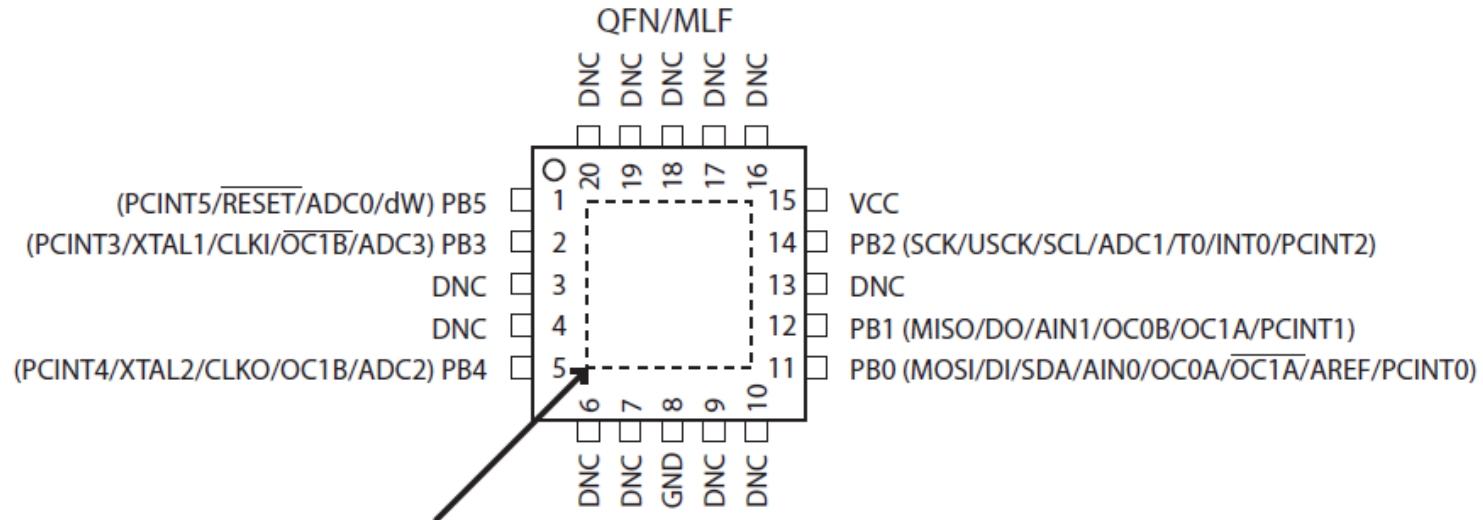 QFN/MLF
DNC DNC DNC DNC DNC
20 19 18 17 16
(PCINT5/RESET/ADC0/dW) PB5 1 15 VCC
(PCINT3/XTAL1/CLKI/OC1B/ADC3) PB3 2 14 PB2 (SCK/USCK/SCL/ADC1/T0/INT0/PCINT2)
DNC 3 13 DNC
DNC 4 12 PB1 (MISO/DO/AIN1/OC0B/OC1A/PCINT1)
(PCINT4/XTAL2/CLKO/OC1B/ADC2) PB4 5 11 PB0 (MOSI/DI/SDA/AIN0/OC0A/OC1A/AREF/PCINT0)
6 7 8 9 10
DNC DNC GND DNC DNC